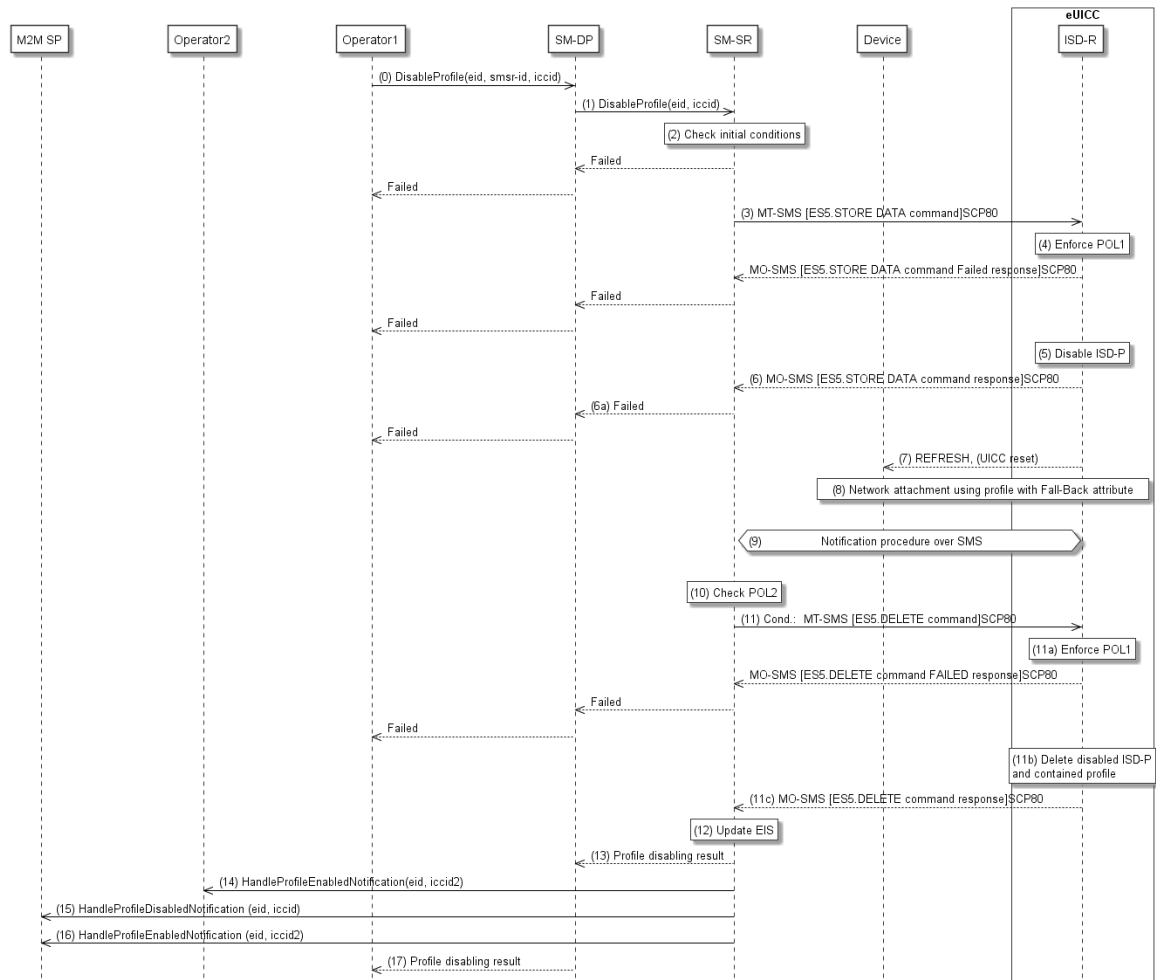 eUICC
M2M SP
Operator2
Operator1
SM-DP
SM-SR
Device
ISD-R
(0) DisableProfile(eid, smsr-id, iccid)
(1) DisableProfile(eid, iccid)
(2) Check initial conditions
Failed
Failed
(3) MT-SMS [ES5.STORE DATA command]SCP80
(4) Enforce POL1
MO-SMS [ES5.STORE DATA command Failed response]SCP80
Failed
Failed
(5) Disable ISD-P
(6) MO-SMS [ES5.STORE DATA command response]SCP80
(6a) Failed
Failed
(7) REFRESH, (UICC reset)
(8) Network attachment using profile with Fall-Back attribute
(9) Notification procedure over SMS
(10) Check POL2
(11) Cond.: MT-SMS [ES5.DELETE command]SCP80
(11a) Enforce POL1
MO-SMS [ES5.DELETE command FAILED response]SCP80
Failed
Failed
(11b) Delete disabled ISD-P
and contained profile
(11c) MO-SMS [ES5.DELETE command response]SCP80
(12) Update EIS
(13) Profile disabling result
(14) HandleProfileEnabledNotification(eid, iccid2)
(15) HandleProfileDisabledNotification (eid, iccid)
(16) HandleProfileEnabledNotification (eid, iccid2)
(17) Profile disabling result